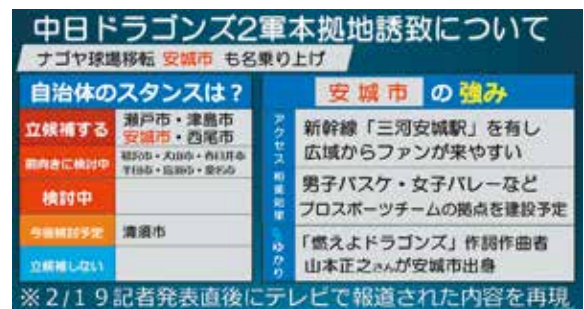 中日ドラゴンズ2軍本拠地誘致について
ナゴヤ球場移転 安城市 も名乗り上げ
自治体のスタンスは?
立候補する
瀬戸市・津島市
安城市・西尾市
前向きに検討中
検討中
今後検討予定
清須市
立候補しない
安城市 の 強み
アクセス
新幹線「三河安城駅」を有し
広域からファンが来やすい
相乗効果
男子バスケ・女子バレーなど
プロスポーツチームの拠点を建設予定
ゆかり
「燃えよドラゴンズ」作詞作曲者
山本正之さんが安城市出身
※2/19記者発表直後にテレビで報道された内容を再現